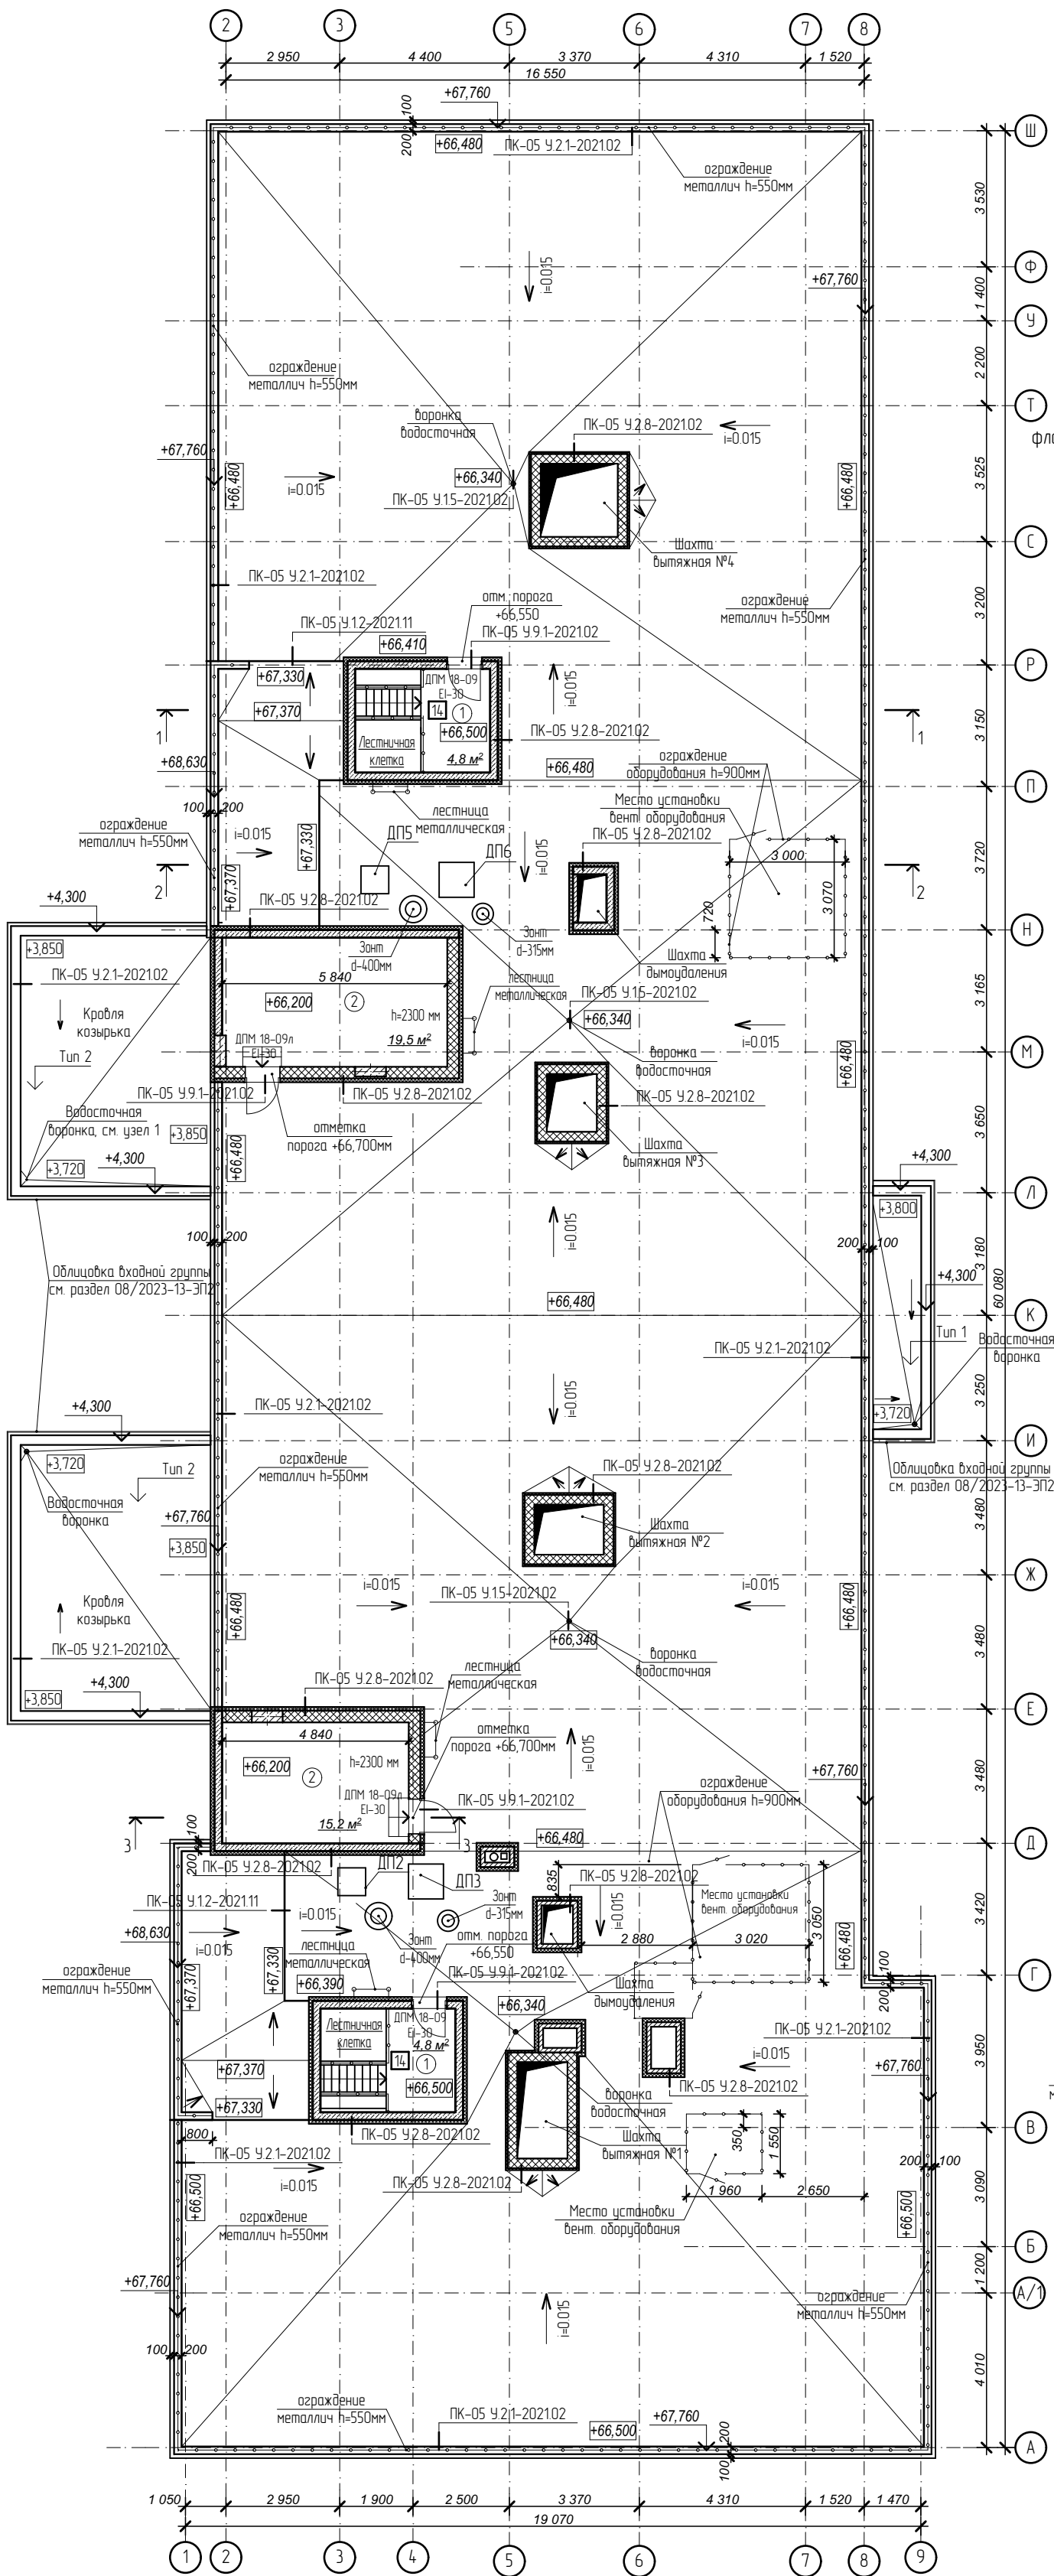 2
3
5
6
7
8
2 950
4 400
3 370
4 310
1 520
16 550
+67,760
100
200
+66,480
ПК-05 У.2.1-2021.02
ограждение
металлич h=550мм
Ш
3 530
Ф
i=0.015
+67,760
1 400
У
2 200
ограждение
металлич h=550мм
Т
воронка
водосточная
ПК-05 У.2.8-2021.02
i=0.015
+67,760
+66,480
i=0.015
+66,340
ПК-05 У.1.5-2021.02
+66,480
3 525
С
Шахта
вытяжная №4
ПК-05 У.2.1-2021.02
отм. порога
+66,550
ограждение
металлич h=550мм
3 200
ПК-05 У.1.2-2021.11
+66,410
ПК-05 У.9.1-2021.02
Р
+67,330
ДПМ 18-09
EI-30
i=0.015
+67,370
14
1
+66,500
ПК-05 У.2.8-2021.02
1
1
3 150
Лестничная
клетка
4,8 м²
+68,630
+66,480
ограждение
оборудования h=900мм
П
100
200
лестница
металлическая
Место установки
вент. оборудования
ограждение
металлич h=550мм
i=0.015
+67,330
ДП5
ДП6
i=0.015
ПК-05 У.2.8-2021.02
3 000
3 720
2
2
+67,370
3 070
720
+4,300
ПК-05 У.2.8-2021.02
Н
+3,850
Зонт
d-400мм
Зонт
d-315мм
Шахта
дымоудаления
ПК-05 У.2.1-2021.02
5 840
лестница
металлическая
ПК-05 У.1.5-2021.02
3 165
Кровля
козырька
+66,200
2
h=2300 мм
+66,340
i=0.015
Тип 2
ДПМ 18-09л
EI-30
19,5 м²
воронка
водосточная
+66,480
М
ПК-05 У.9.1-2021.02
ПК-05 У.2.8-2021.02
ПК-05 У.2.8-2021.02
Водосточная
воронка, см. узел 1
+3,850
отметка
порога +66,700мм
3 650
+3,720
+4,300
+66,480
Шахта
вытяжная №3
+4,300
Л
+3,800
100
200
i=0.015
200
100
3 180
60 080
Облицовка входной группы
см. раздел 08/2023-13-ЭП2
+4,300
+66,480
К
ПК-05 У.2.1-2021.02
Тип 1
Водосточная
воронка
i=0.015
3 250
+4,300
ПК-05 У.2.1-2021.02
+3,720
И
+3,720
Тип 2
ограждение
металлич h=550мм
ПК-05 У.2.8-2021.02
Облицовка входной группы
см. раздел 08/2023-13-ЭП2
Водосточная
воронка
+67,760
Шахта
вытяжная №2
3 480
+3,850
Ж
Кровля
козырька
+66,480
i=0.015
ПК-05 У.1.5-2021.02
i=0.015
+66,480
+66,340
воронка
водосточная
3 480
ПК-05 У.2.1-2021.02
+4,300
+3,850
ПК-05 У.2.8-2021.02
лестница
металлическая
Е
4 840
отметка
порога +66,700мм
i=0.015
+67,760
+66,200
2
h=2300 мм
ограждение
оборудования h=900мм
3 480
ДПМ 18-09л
EI-30
ПК-05 У.9.1-2021.02
15,2 м²
3
100
200
3
+66,480
Д
ПК-05 У.2.8-2021.02
ДП2
ДП3
835
ПК-05 У.2.8-2021.02
Место установки
вент. оборудования
3 050
ПК-05 У.1.2-2021.11
Зонт
d-315мм
i=0.015
3 420
+68,630
i=0.015
i=0.015
Зонт
d-400мм
отм. порога
+66,550
2 880
3 020
+66,480
лестница
металлическая
ограждение
металлич h=550мм
+67,370
+67,330
+66,390
ПК-05 У.9.1-2021.02
Шахта
дымоудаления
100
200
Г
Лестничная
клетка
ДПМ 18-09
EI-30
4,8 м²
+66,340
ПК-05 У.2.1-2021.02
14
1
i=0.015
3 950
+67,370
+66,500
ПК-05 У.2.8-2021.02
+67,760
+67,330
воронка
водосточная
В
800
ПК-05 У.2.8-2021.02
Шахта
вытяжная №1
350
1 550
ПК-05 У.2.1-2021.02
i=0.015
ПК-05 У.2.8-2021.02
200
100
3 090
+66,500
1 960
2 650
ограждение
металлич h=550мм
Место установки
вент. оборудования
+66,500
Б
1 200
+67,760
i=0.015
ограждение
металлич h=550мм
А/1
100
200
4 010
ограждение
металлич h=550мм
ПК-05 У.2.1-2021.02
+66,500
+67,760
200
100
А
1 050
2 950
1 900
2 500
3 370
4 310
1 520
1 470
19 070
1
2
3
4
5
6
7
8
9